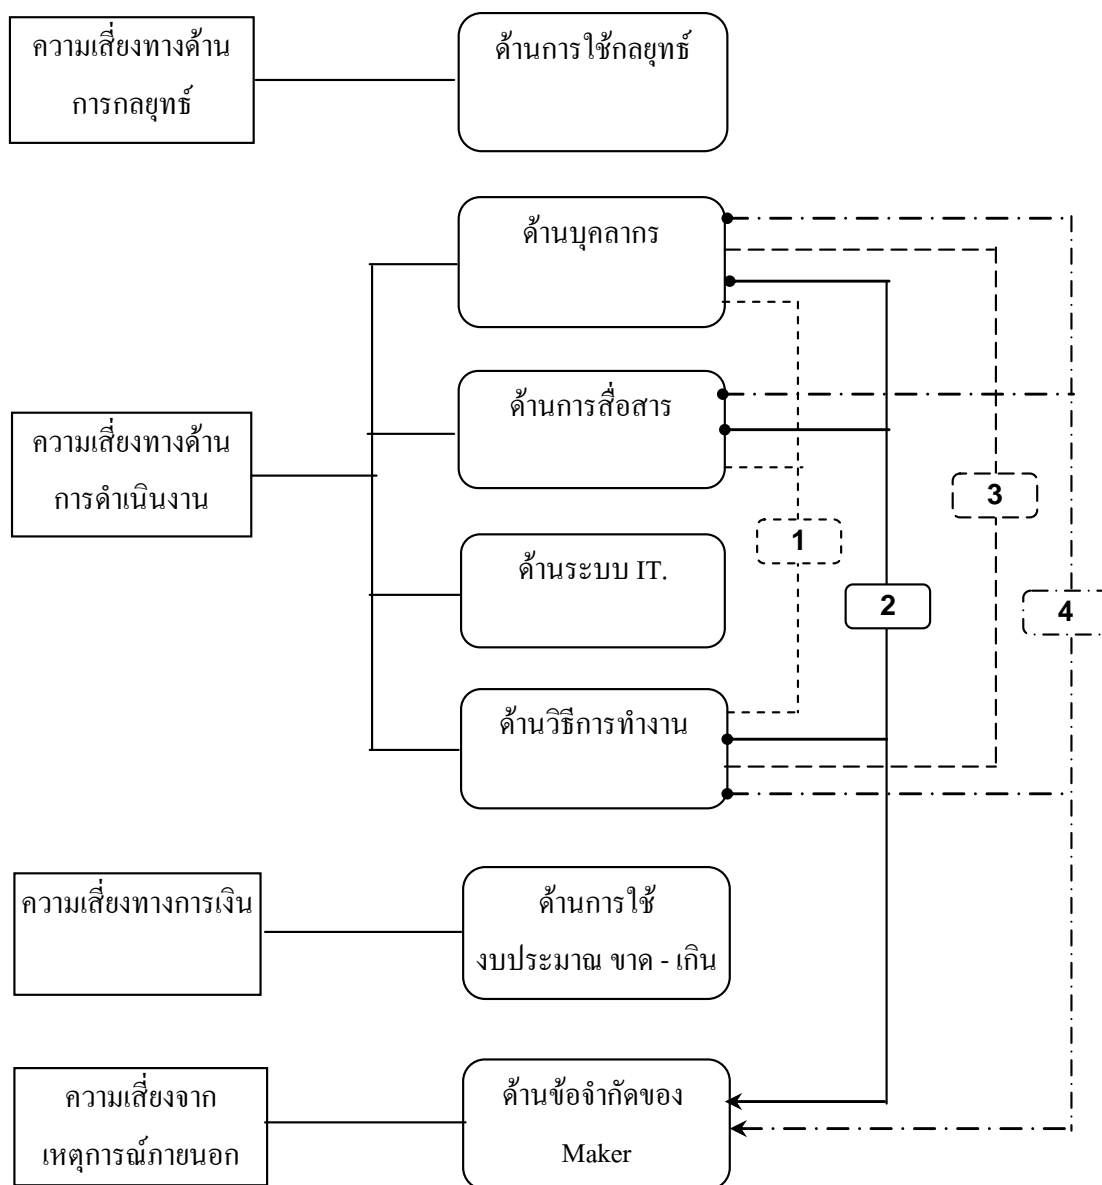 ความเสี่ยงทางด้าน
การกลยุทธ์
ด้านการใช้กลยุทธ์
ด้านบุคลากร
ด้านการสื่อสาร
ความเสี่ยงทางด้าน
การดำเนินงาน
3
1
ด้านระบบ IT.
2
4
ด้านวิธีการทำงาน
ความเสี่ยงทางการเงิน
ด้านการใช้
งบประมาณ ขาด - เกิน
ความเสี่ยงจาก
เหตุการณ์ภายนอก
ด้านข้อจำกัดของ
Maker